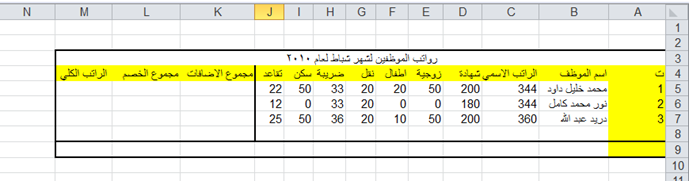 A B C D E F G H I J K L M N
1
2
3 رواتب الموظفين لشهر شباط لعام ٢٠١٠
4 ت اسم الموظف الراتب الاسمي شهادة زوجية اطفال نقل ضريبة سكن تقاعد مجموع الاضافات مجموع الخصم الراتب الكلي
5 1 محمد خليل داود 344 200 50 20 20 33 50 22
6 2 نور محمد كامل 344 180 0 0 20 33 0 12
7 3 دريد عبد الله 360 200 50 10 20 36 50 25
8
9
10
11